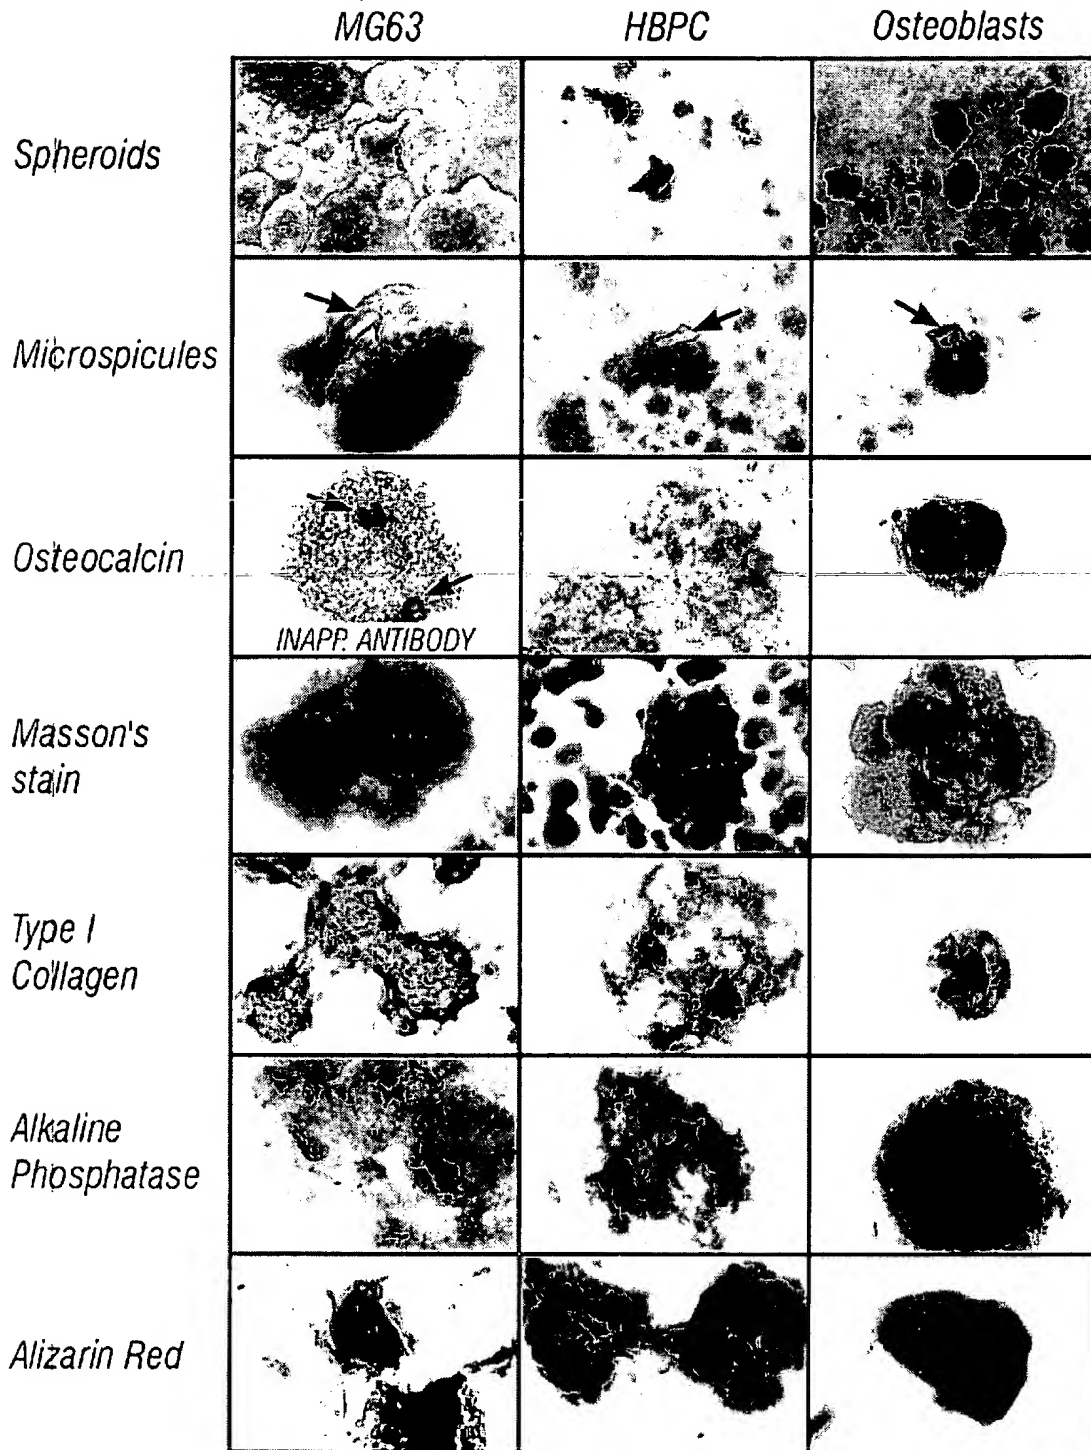 MG63 HBPC Osteoblasts
Spheroids
Microspicules
Osteocalcin
INAPP. ANTIBODY
Masson's
stain
Type I
Collagen
Alkaline
Phosphatase
Alizarin Red